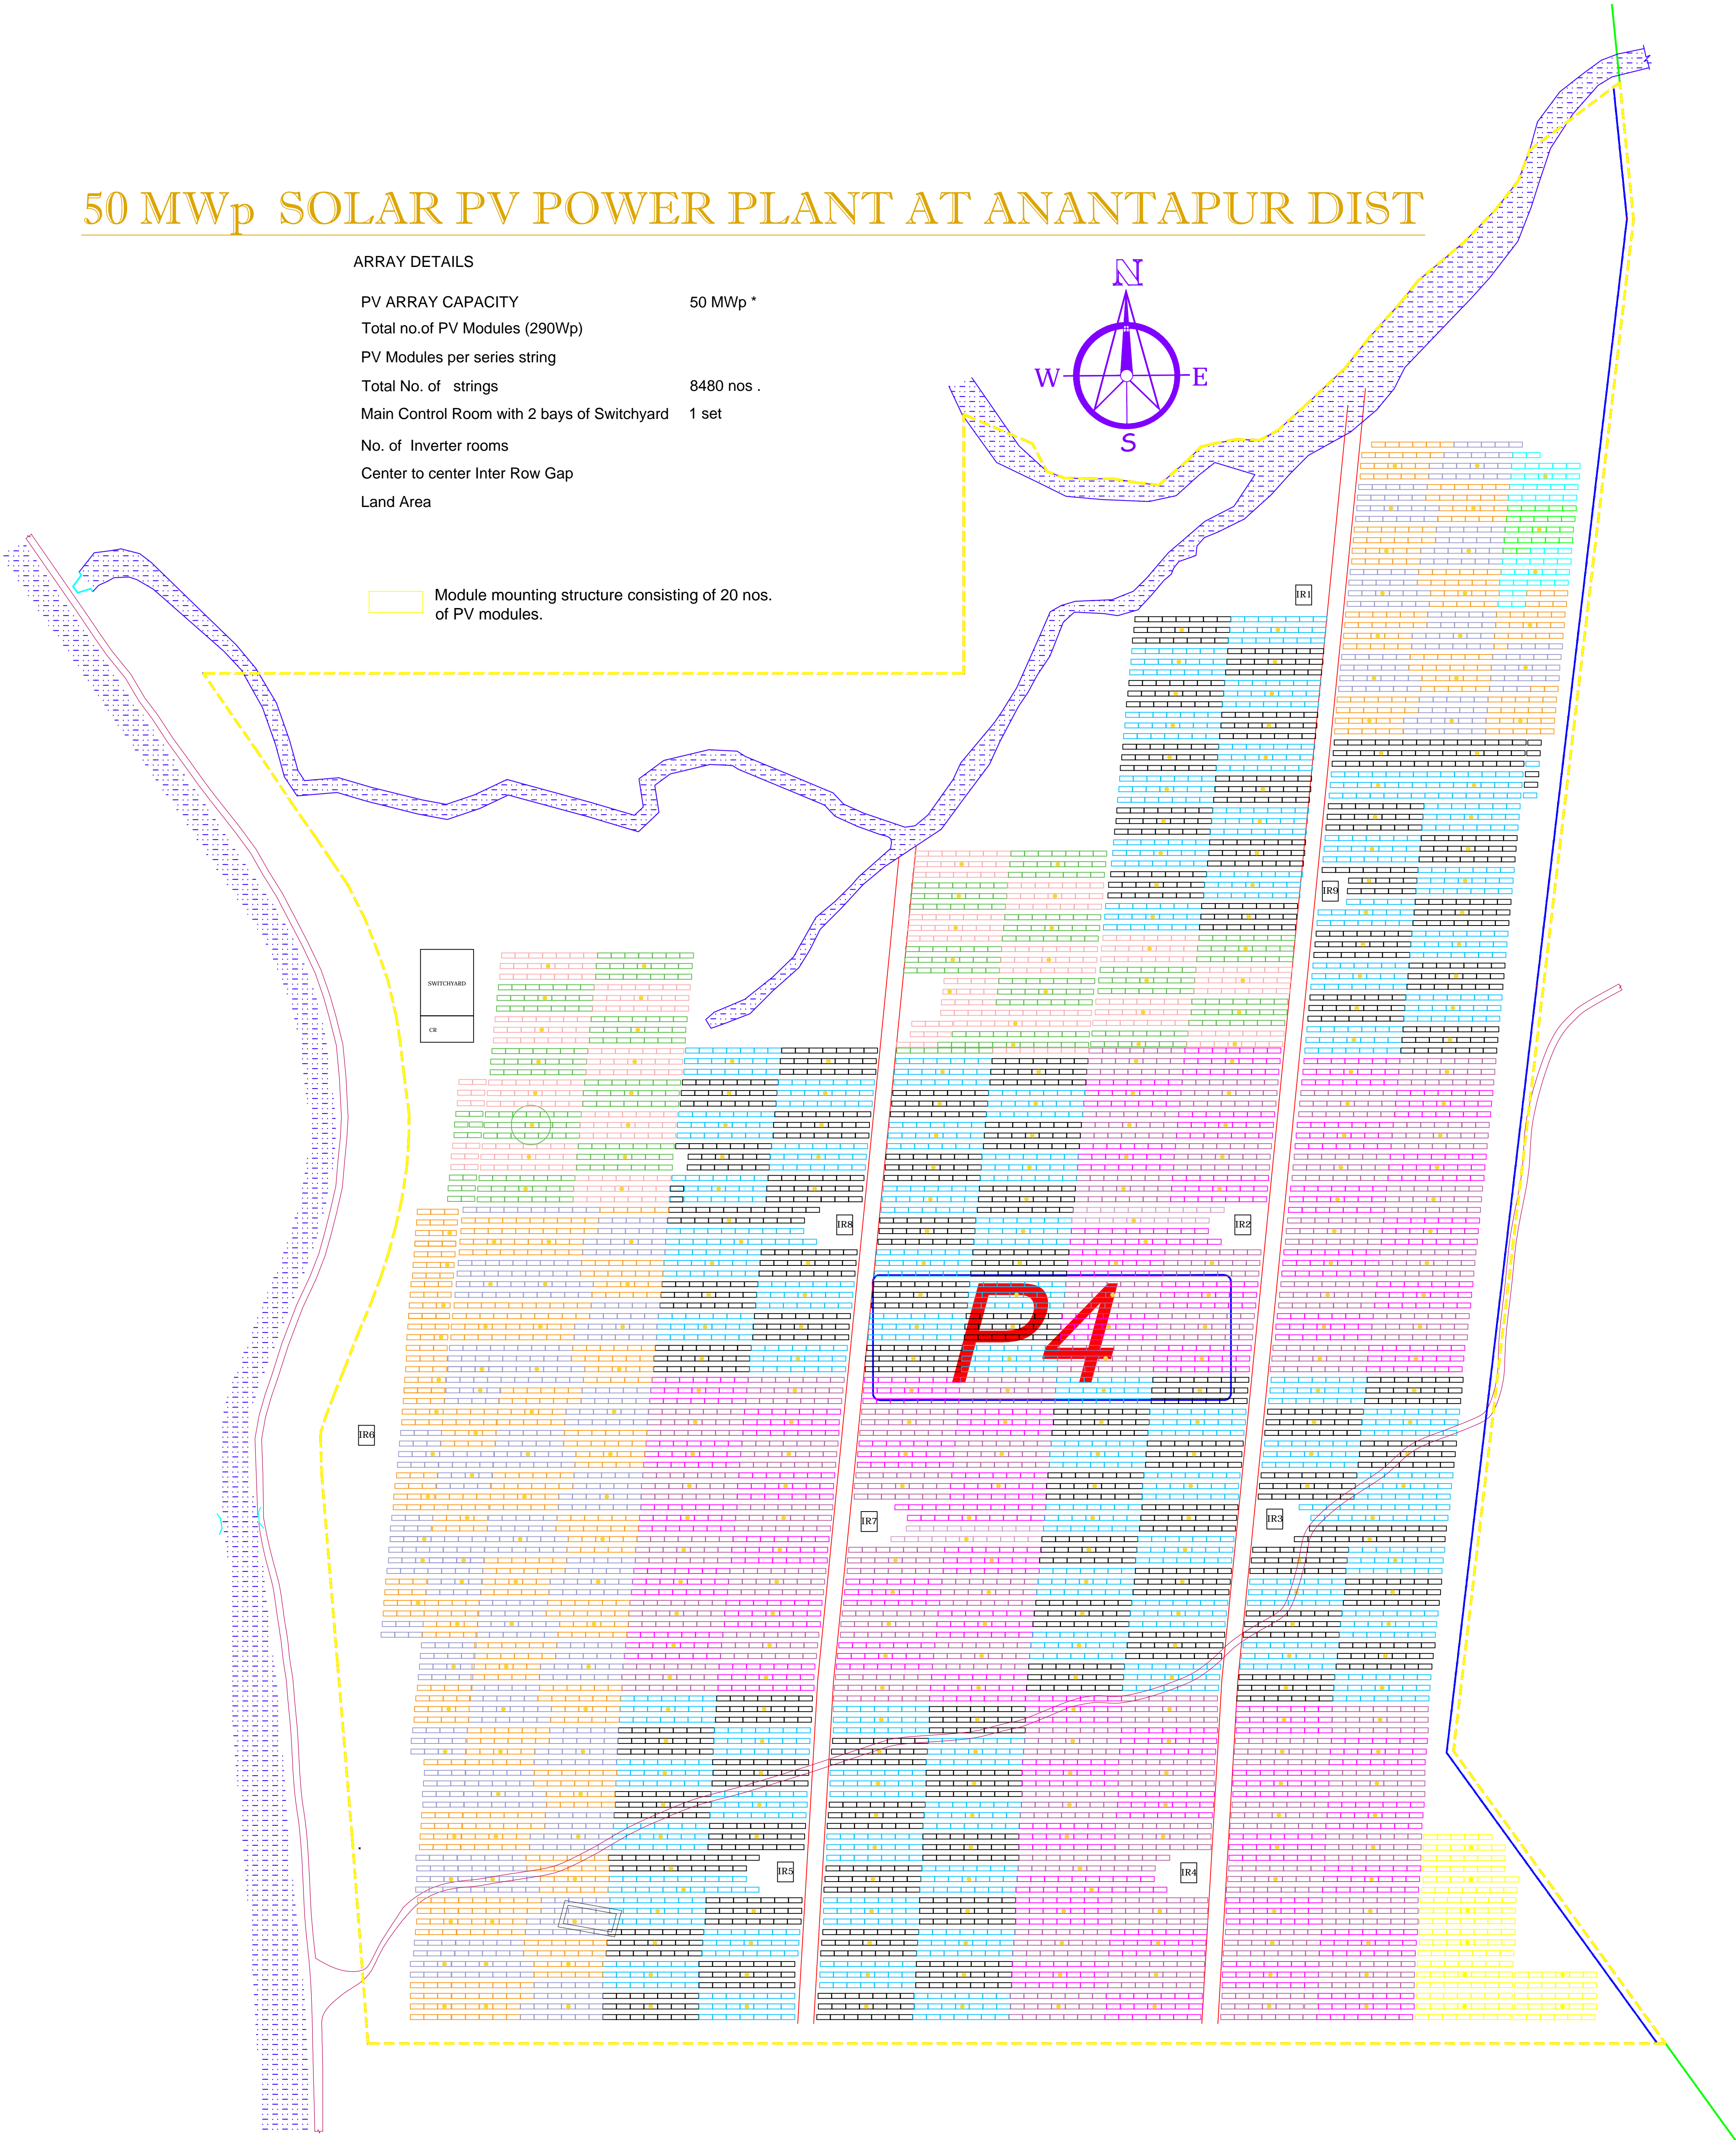 50 MWp SOLAR PV POWER PLANT AT ANANTAPUR DIST
ARRAY DETAILS
PV ARRAY CAPACITY 50 MWp *
Total no.of PV Modules (290Wp)
PV Modules per series string
Total No. of strings 8480 nos .
Main Control Room with 2 bays of Switchyard 1 set
No. of Inverter rooms
Center to center Inter Row Gap
Land Area
Module mounting structure consisting of 20 nos.
of PV modules.
N
W
E
S
IR1
IR9
SWITCHYARD
CR
IR8
IR2
P4
IR6
IR7
IR3
IR5
IR4